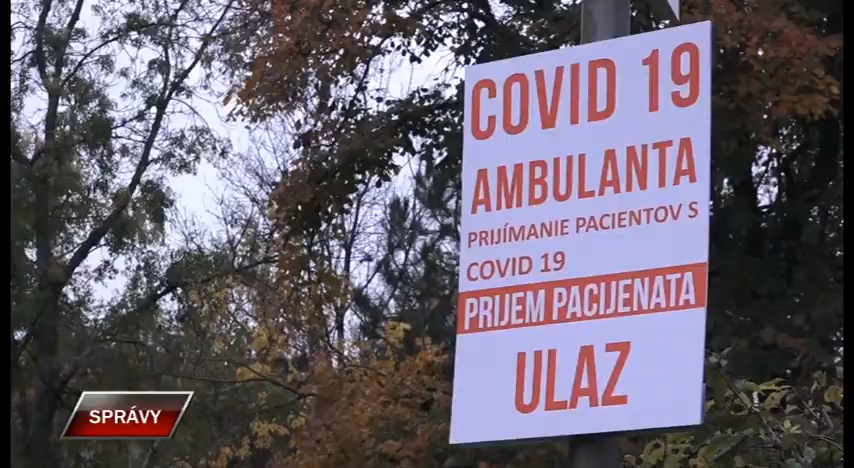 COVID 19
AMBULANTA
PRIJÍMANIE PACIENTOV S
COVID 19
PRIJEM PACIJENATA
ULAZ
SPRÁVY